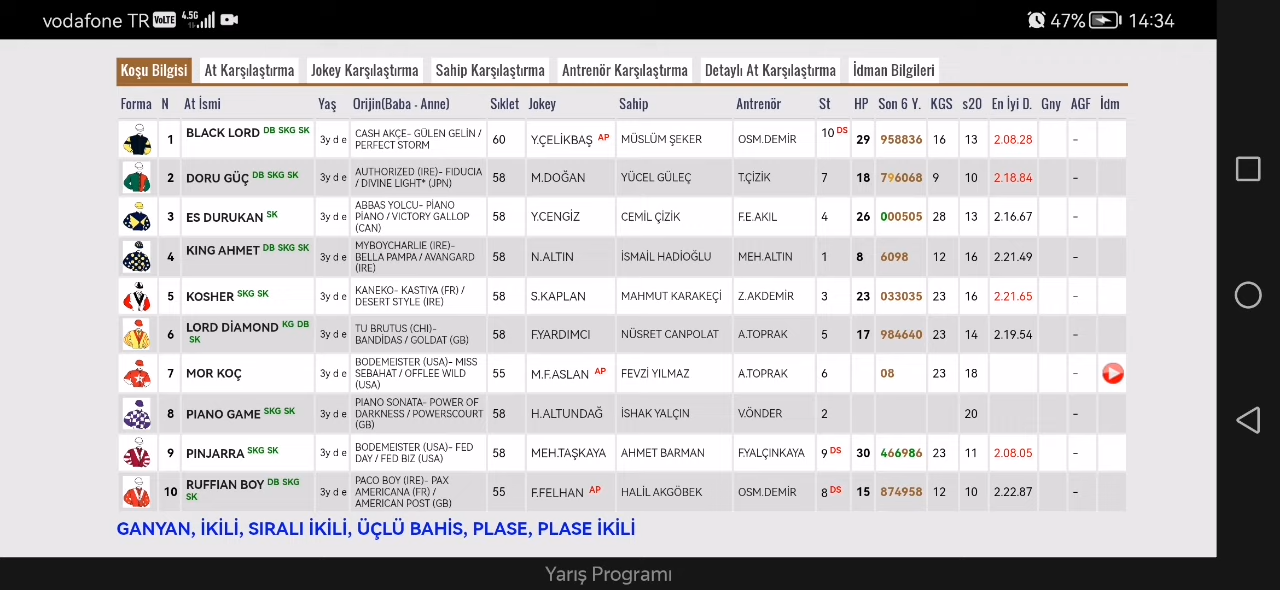 vodafone TR VoLTE 4.5G 47% 14:34
Koşu Bilgisi At Karşılaştırma Jokey Karşılaştırma Sahip Karşılaştırma Antrenör Karşılaştırma Detaylı At Karşılaştırma İdman Bilgileri
Forma N At İsmi Yaş Orijin(Baba - Anne) Sıklet Jokey Sahip Antrenör St HP Son 6 Y. KGS s20 En İyi D. Gny AGF İdm
1 BLACK LORD DB SKG SK 3y d e CASH AKÇE- GÜLEN GELİN / PERFECT STORM 60 Y.ÇELİKBAŞ AP MÜSLÜM ŞEKER OSM.DEMİR 10 DS 29 958836 16 13 2.08.28 -
2 DORU GÜÇ DB SKG SK 3y d e AUTHORIZED (IRE)- FIDUCIA / DIVINE LIGHT* (JPN) 58 M.DOĞAN YÜCEL GÜLEÇ T.ÇİZİK 7 18 796068 9 10 2.18.84 -
3 ES DURUKAN SK 3y d e ABBAS YOLCU- PİANO PİANO / VICTORY GALLOP (CAN) 58 Y.CENGİZ CEMİL ÇİZİK F.E.AKIL 4 26 000505 28 13 2.16.67 -
4 KING AHMET DB SKG SK 3y d e MYBOYCHARLIE (IRE)- BELLA PAMPA / AVANGARD (IRE) 58 N.ALTIN İSMAİL HADİOĞLU MEH.ALTIN 1 8 6098 12 16 2.21.49 -
5 KOSHER SKG SK 3y d e KANEKO- KASTIYA (FR) / DESERT STYLE (IRE) 58 S.KAPLAN MAHMUT KARAKEÇİ Z.AKDEMİR 3 23 033035 23 16 2.21.65 -
6 LORD DİAMOND KG DB SK 3y d e TU BRUTUS (CHI)- BANDİDAS / GOLDAT (GB) 58 F.YARDIMCI NÜSRET CANPOLAT A.TOPRAK 5 17 984640 23 14 2.19.54 -
7 MOR KOÇ 3y d e BODEMEISTER (USA)- MISS SEBAHAT / OFFLEE WILD (USA) 55 M.F.ASLAN AP FEVZİ YILMAZ A.TOPRAK 6 08 23 18 -
8 PIANO GAME SKG SK 3y d e PIANO SONATA- POWER OF DARKNESS / POWERSCOURT (GB) 58 H.ALTUNDAĞ İSHAK YALÇIN V.ÖNDER 2 20 -
9 PINJARRA SKG SK 3y d e BODEMEISTER (USA)- FED DAY / FED BIZ (USA) 58 MEH.TAŞKAYA AHMET BARMAN F.YALÇINKAYA 9 DS 30 466986 23 11 2.08.05 -
10 RUFFIAN BOY DB SKG SK 3y d e PACO BOY (IRE)- PAX AMERICANA (FR) / AMERICAN POST (GB) 55 F.FELHAN AP HALİL AKGÖBEK OSM.DEMİR 8 DS 15 874958 12 10 2.22.87 -
GANYAN, İKİLİ, SIRALI İKİLİ, ÜÇLÜ BAHİS, PLASE, PLASE İKİLİ
Yarış Programı